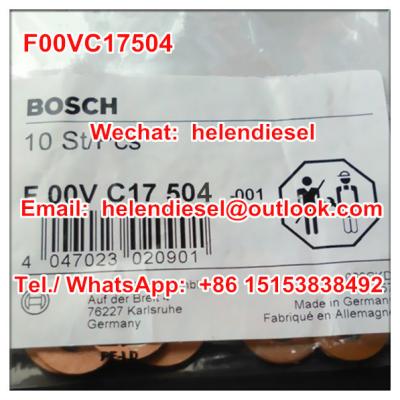 F00VC17504
BOSCH
Wechat: helendiesel
10 St/Pcs
F 00V C17 504 -001
Email: helendiesel@outlook.com
4 047023 020901
Tel./ WhatsApp: +86 15153838492
Auf der Breit 4
76227 Karlsruhe
Germany
Made in Germany
Fabriqué en Allemagne